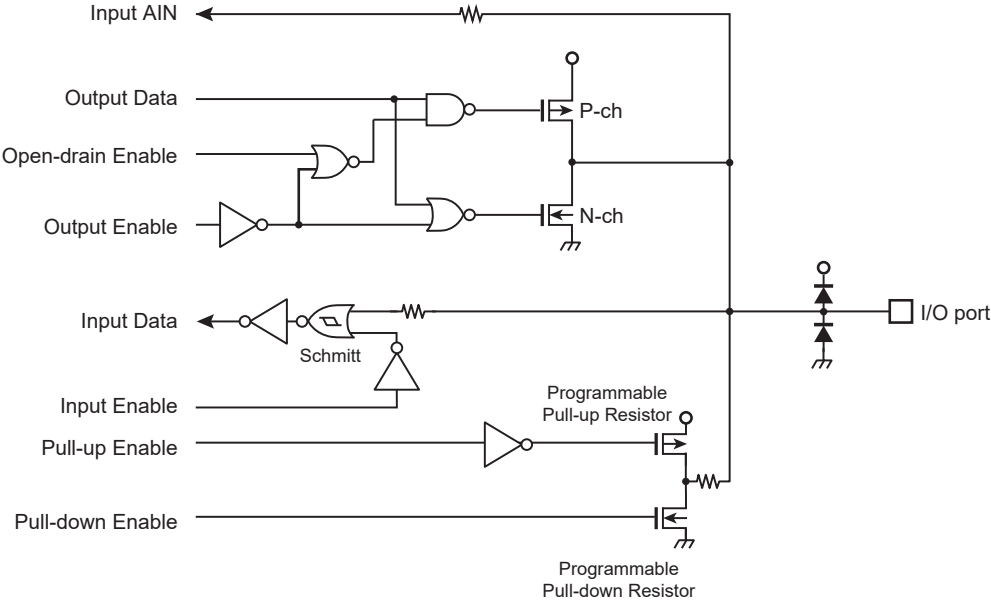 Input AIN
Output Data
P-ch
Open-drain Enable
Output Enable
N-ch
Input Data
Schmitt
I/O port
Input Enable
Programmable
Pull-up Resistor
Pull-up Enable
Pull-down Enable
Programmable
Pull-down Resistor